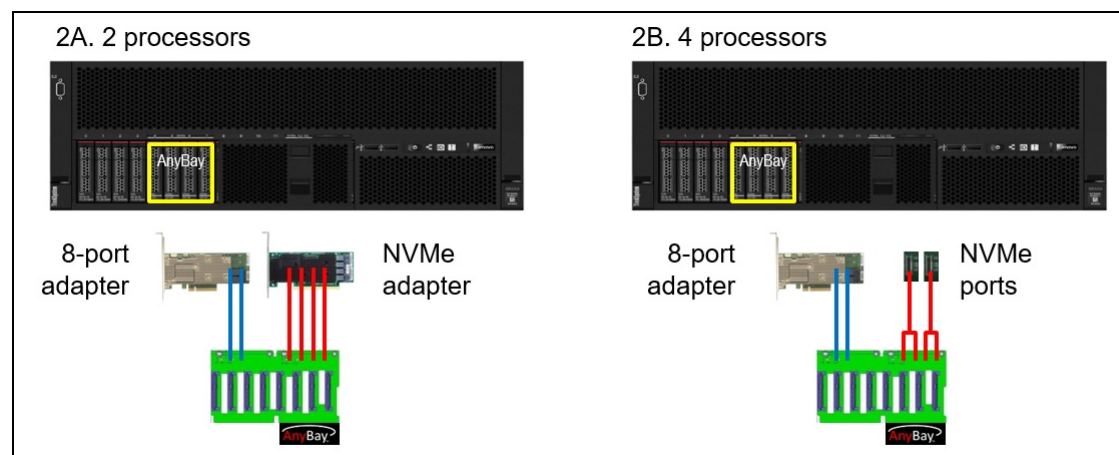 2A. 2 processors
2B. 4 processors
AnyBay
AnyBay
8-port
adapter
NVMe
adapter
8-port
adapter
NVMe
ports
AnyBay
AnyBay